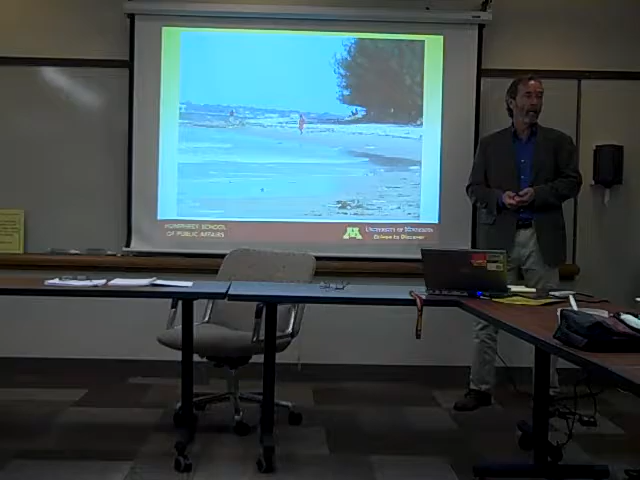 HUMPHREY SCHOOL
OF PUBLIC AFFAIRS
UNIVERSITY OF MINNESOTA
Driven to Discover